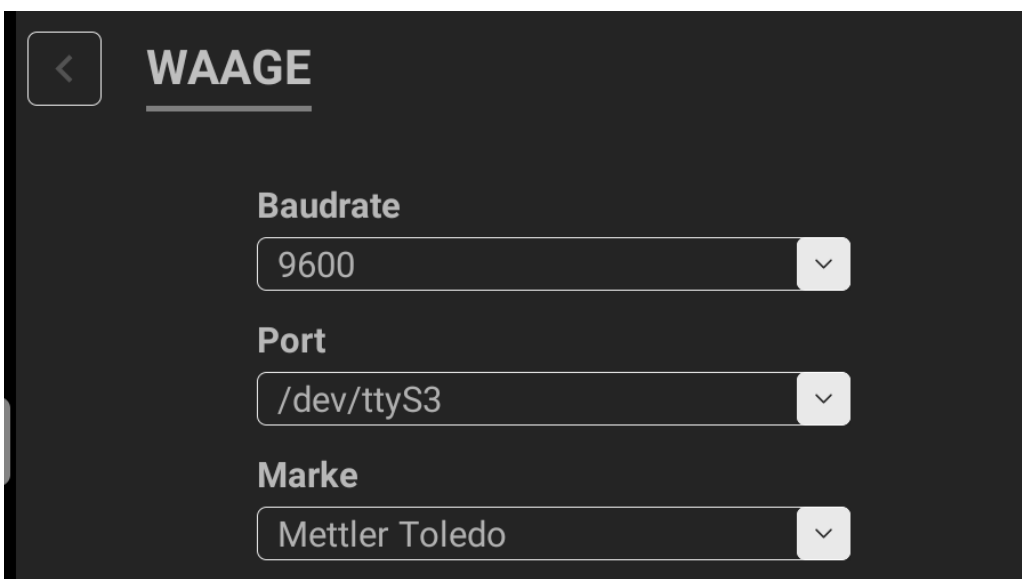 WAAGE
Baudrate
9600
Port
/dev/ttyS3
Marke
Mettler Toledo